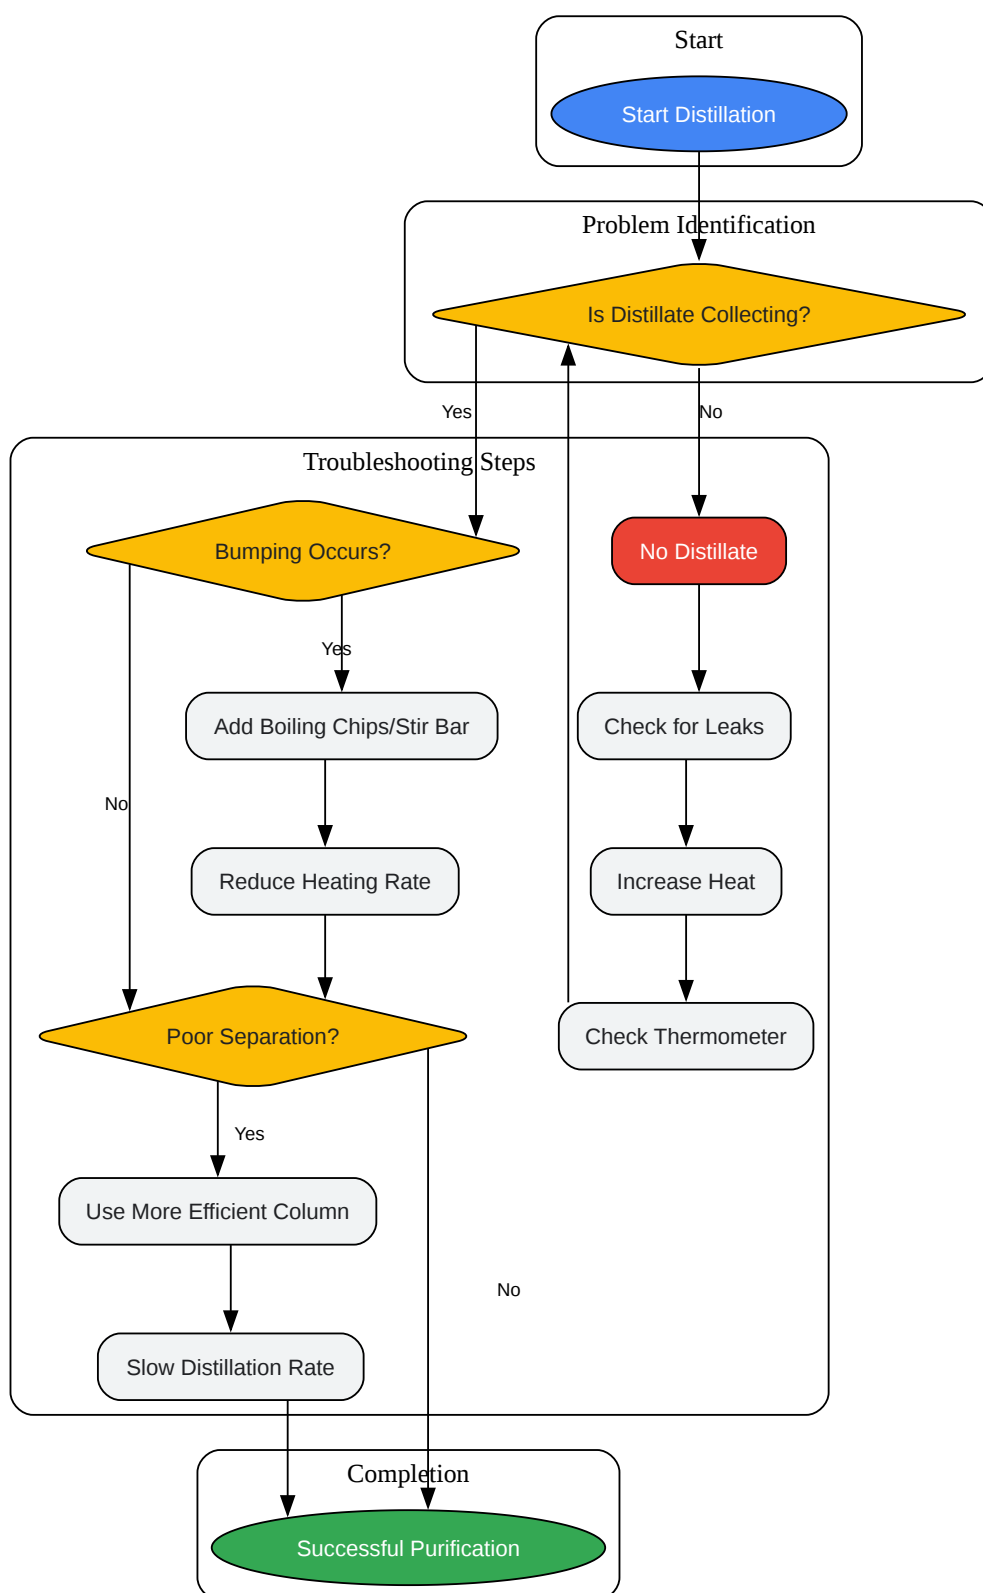 Start
Start Distillation
Problem Identification
Is Distillate Collecting?
Yes
No
Troubleshooting Steps
Bumping Occurs?
No Distillate
Yes
Add Boiling Chips/Stir Bar
Check for Leaks
No
Reduce Heating Rate
Increase Heat
Poor Separation?
Check Thermometer
Yes
Use More Efficient Column
No
Slow Distillation Rate
Completion
Successful Purification